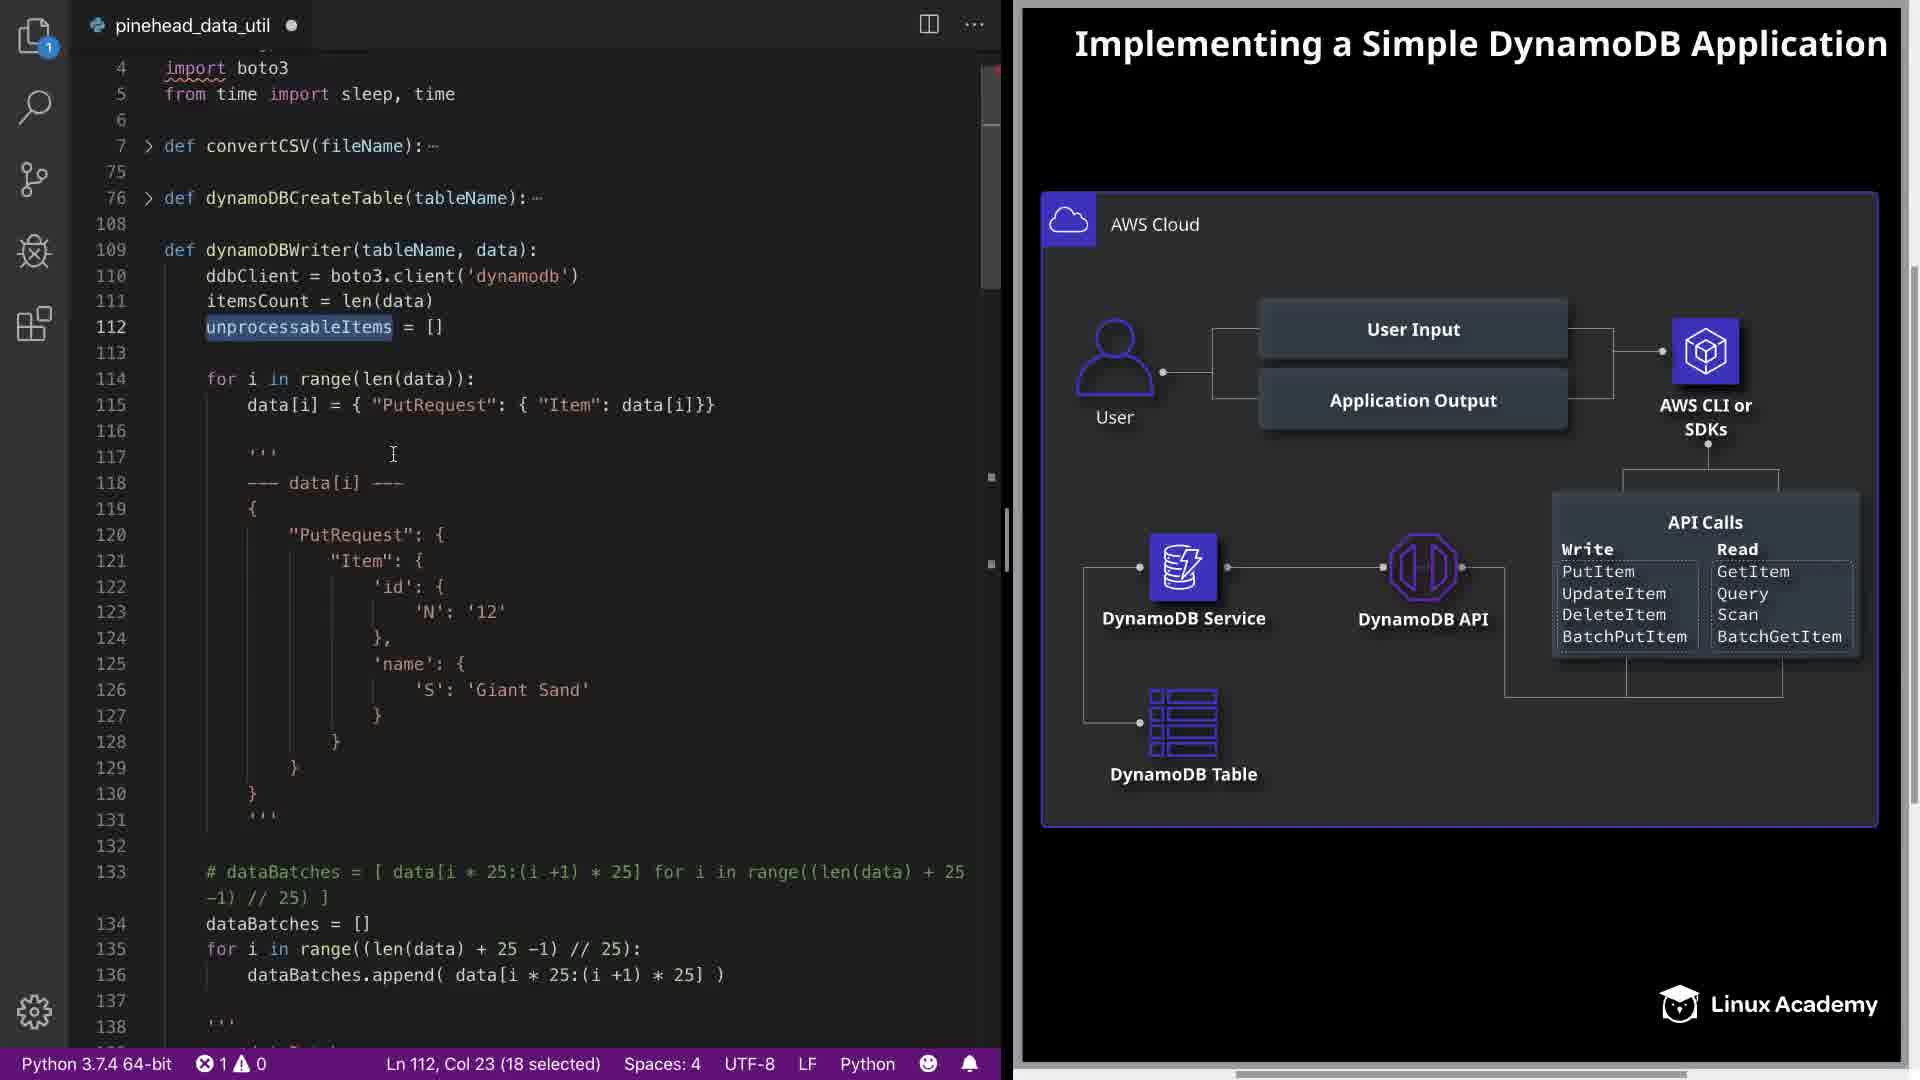 1
pinehead_data_util
4 import boto3
5 from time import sleep, time
6
7 def convertCSV(fileName):
75
76 def dynamoDBCreateTable(tableName):
108
109 def dynamoDBWriter(tableName, data):
110 ddbClient = boto3.client('dynamodb')
111 itemsCount = len(data)
112 unprocessableItems = []
113
114 for i in range(len(data)):
115 data[i] = { "PutRequest": { "Item": data[i]}}
116
117 '''
118 --- data[i] ---
119 {
120 "PutRequest": {
121 "Item": {
122 'id': {
123 'N': '12'
124 },
125 'name': {
126 'S': 'Giant Sand'
127 }
128 }
129 }
130 }
131 '''
132
133 # dataBatches = [ data[i * 25:(i +1) * 25] for i in range((len(data) + 25
-1) // 25) ]
134 dataBatches = []
135 for i in range((len(data) + 25 -1) // 25):
136 dataBatches.append( data[i * 25:(i +1) * 25] )
137
138 '''
Python 3.7.4 64-bit 1 0 Ln 112, Col 23 (18 selected) Spaces: 4 UTF-8 LF Python
Implementing a Simple DynamoDB Application
AWS Cloud
User Input
Application Output
User
AWS CLI or
SDKs
API Calls
Write Read
PutItem GetItem
UpdateItem Query
DeleteItem Scan
BatchPutItem BatchGetItem
DynamoDB Service
DynamoDB API
DynamoDB Table
Linux Academy